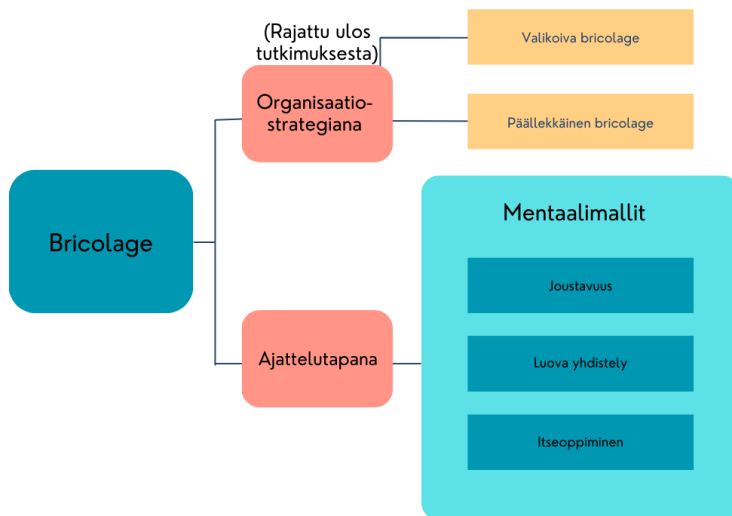 (Rajattu ulos
tutkimuksesta)
Valikoiva bricolage
Organisaatio-
strategiana
Päällekkäinen bricolage
Bricolage
Mentaalimallit
Joustavuus
Ajattelutapana
Luova yhdistely
Itseoppiminen